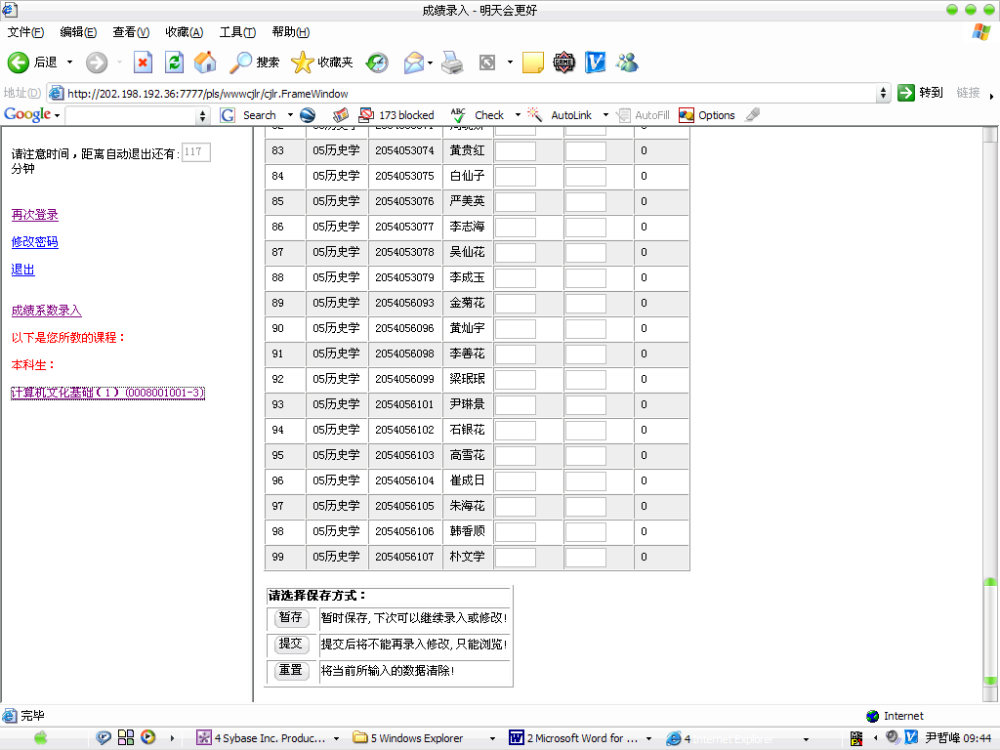 成绩录入 - 明天会更好
文件(F) 编辑(E) 查看(V) 收藏(A) 工具(T) 帮助(H)
后退 搜索 收藏夹
地址(D) http://202.198.192.36:7777/pls/wwwcjlr/cjlr.FrameWindow 转到 链接
Google G Search 173 blocked ABC Check AutoLink AutoFill Options
请注意时间，距离自动退出还有: 117
分钟
再次登录
修改密码
退出
成绩系数录入
以下是您所教的课程：
本科生：
计算机文化基础（1）(0008001001-3)
83 05历史学 2054053074 黄贵红 0
84 05历史学 2054053075 白仙子 0
85 05历史学 2054053076 严美英 0
86 05历史学 2054053077 李志海 0
87 05历史学 2054053078 吴仙花 0
88 05历史学 2054053079 李成玉 0
89 05历史学 2054056093 金菊花 0
90 05历史学 2054056096 黄灿宇 0
91 05历史学 2054056098 李善花 0
92 05历史学 2054056099 梁珉珉 0
93 05历史学 2054056101 尹琳景 0
94 05历史学 2054056102 石银花 0
95 05历史学 2054056103 高雪花 0
96 05历史学 2054056104 崔成日 0
97 05历史学 2054056105 朱海花 0
98 05历史学 2054056106 韩香顺 0
99 05历史学 2054056107 朴文学 0
请选择保存方式：
暂存 暂时保存, 下次可以继续录入或修改!
提交 提交后将不能再录入修改, 只能浏览!
重置 将当前所输入的数据清除!
完毕 Internet
4 Sybase Inc. Produc... 5 Windows Explorer 2 Microsoft Word for ... 4 Internet Explorer 尹哲峰 09:44